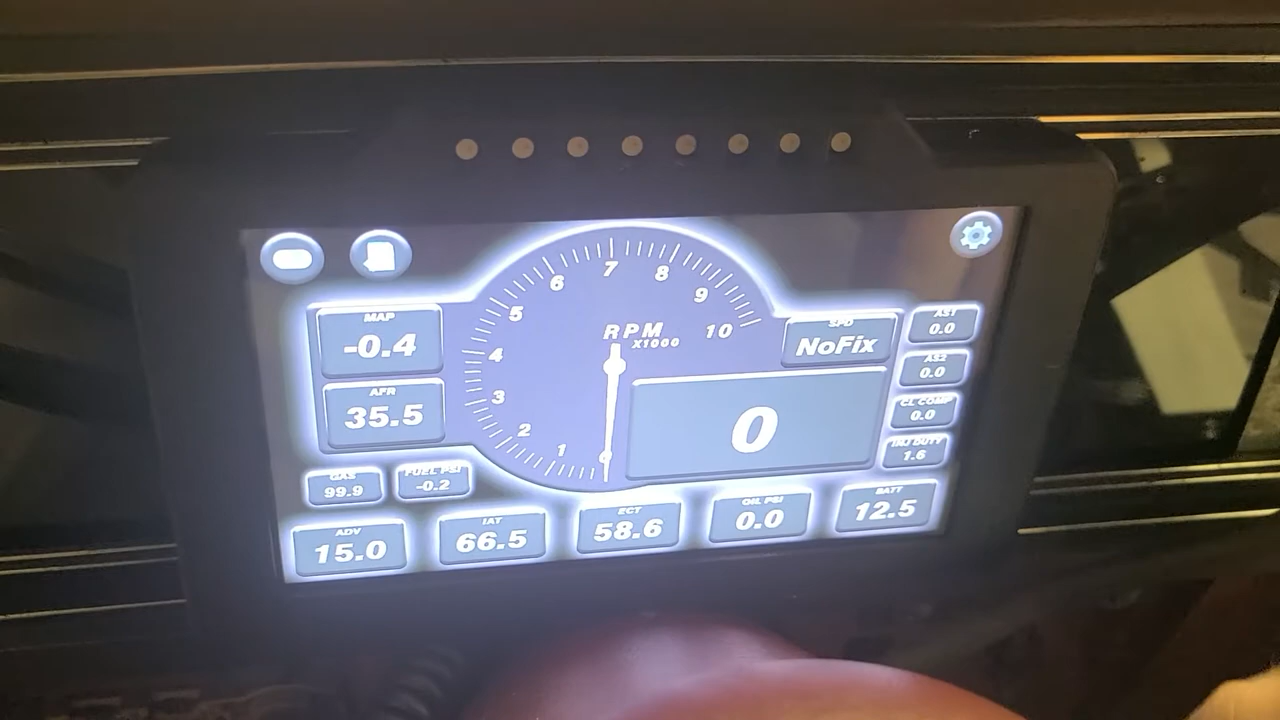 7
6
8
5
9
10
RPM
X1000
4
3
2
1
0
MAP
-0.4
AFR
35.5
SPD
NoFix
0
AS1
0.0
AS2
0.0
CL COMP
0.0
INJ DUTY
1.6
GAS
99.9
FUEL PSI
-0.2
ADV
15.0
IAT
66.5
ECT
58.6
OIL PSI
0.0
BATT
12.5